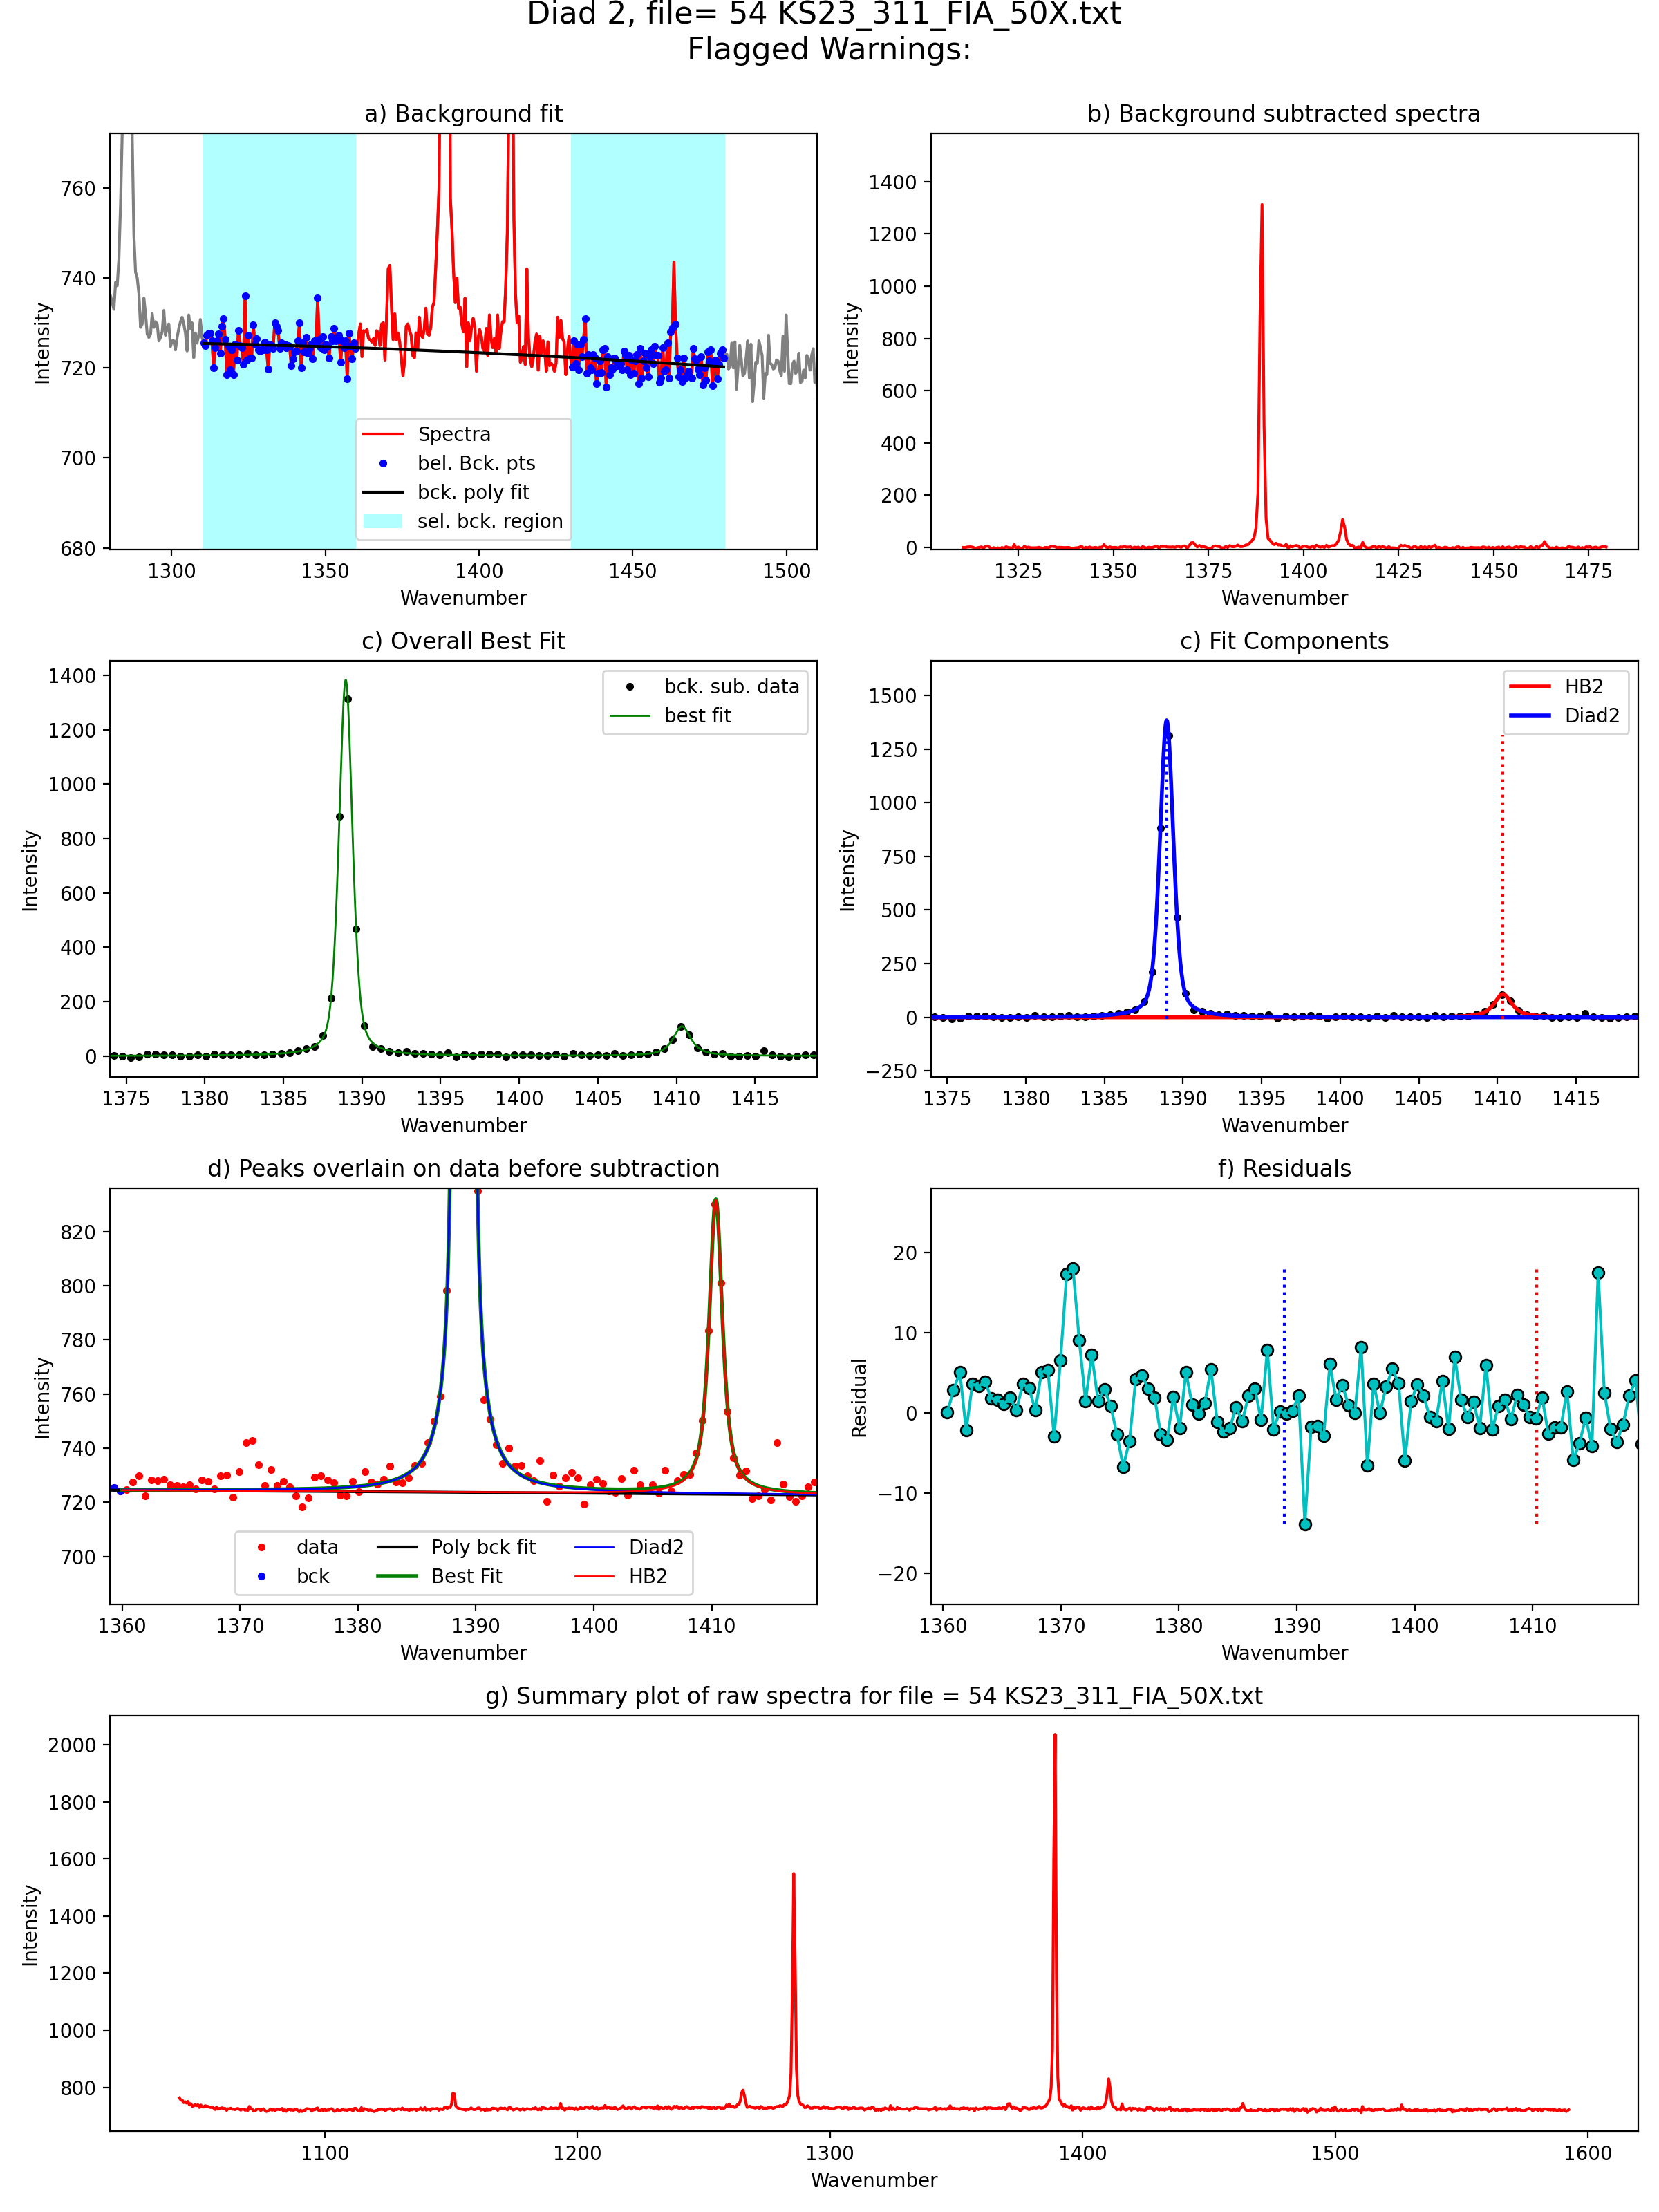 Diad 2, file= 54 KS23_311_FIA_50X.txt
Flagged Warnings:
a) Background fit
760
740
720
700
680
Intensity
Spectra
bel. Bck. pts
bck. poly fit
sel. bck. region
1300 1350 1400 1450 1500
Wavenumber
b) Background subtracted spectra
1400
1200
1000
800
600
400
200
0
Intensity
1325 1350 1375 1400 1425 1450 1475
Wavenumber
c) Overall Best Fit
1400
1200
1000
800
600
400
200
0
Intensity
bck. sub. data
best fit
1375 1380 1385 1390 1395 1400 1405 1410 1415
Wavenumber
c) Fit Components
1500
1250
1000
750
500
250
0
−250
Intensity
HB2
Diad2
1375 1380 1385 1390 1395 1400 1405 1410 1415
Wavenumber
d) Peaks overlain on data before subtraction
820
800
780
760
740
720
700
Intensity
data Poly bck fit Diad2
bck Best Fit HB2
1360 1370 1380 1390 1400 1410
Wavenumber
f) Residuals
20
10
0
−10
−20
Residual
1360 1370 1380 1390 1400 1410
Wavenumber
g) Summary plot of raw spectra for file = 54 KS23_311_FIA_50X.txt
2000
1800
1600
1400
1200
1000
800
Intensity
1100 1200 1300 1400 1500 1600
Wavenumber